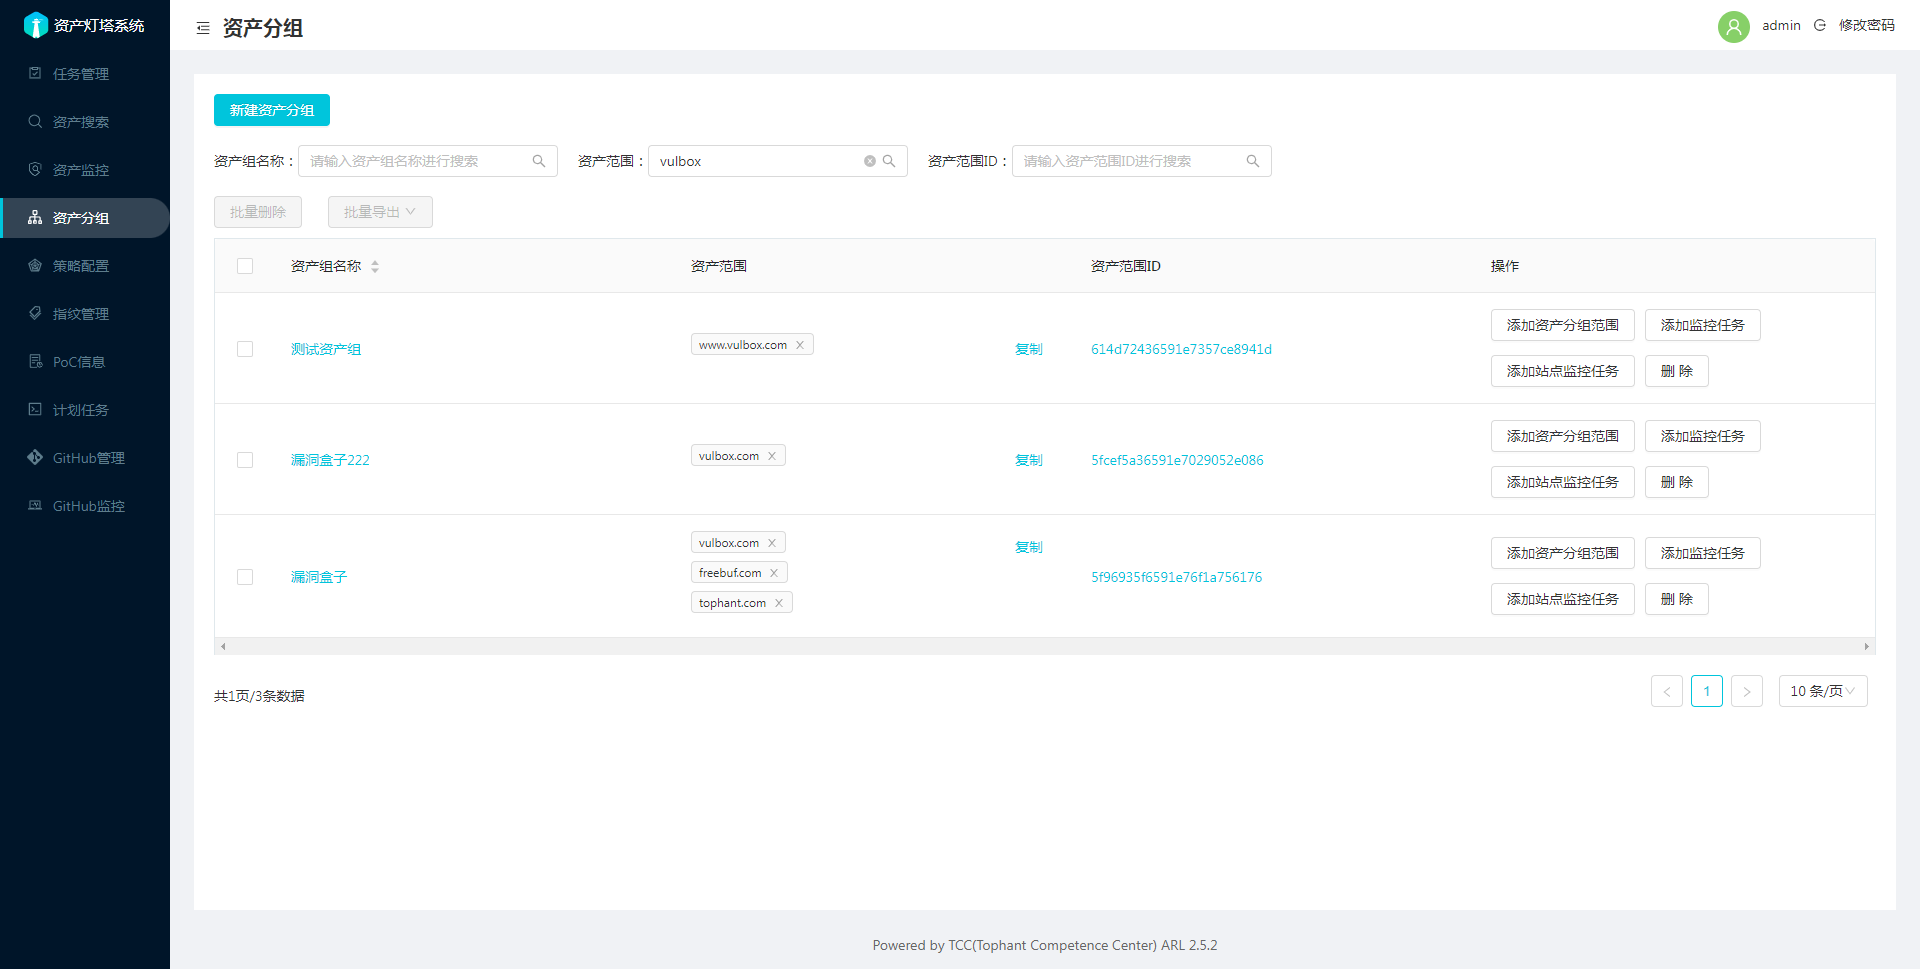 资产灯塔系统
任务管理
资产搜索
资产监控
资产分组
策略配置
指纹管理
PoC信息
计划任务
GitHub管理
GitHub监控
资产分组
admin 修改密码
新建资产分组
资产组名称： 请输入资产组名称进行搜索 资产范围： vulbox 资产范围ID： 请输入资产范围ID进行搜索
批量删除 批量导出
资产组名称 资产范围 资产范围ID 操作
测试资产组 www.vulbox.com 复制 614d72436591e7357ce8941d 添加资产分组范围 添加监控任务
添加站点监控任务 删 除
漏洞盒子222 vulbox.com 复制 5fcef5a36591e7029052e086 添加资产分组范围 添加监控任务
添加站点监控任务 删 除
漏洞盒子 vulbox.com 复制 5f96935f6591e76f1a756176 添加资产分组范围 添加监控任务
freebuf.com
tophant.com 添加站点监控任务 删 除
共1页/3条数据 1 10 条/页
Powered by TCC(Tophant Competence Center) ARL 2.5.2